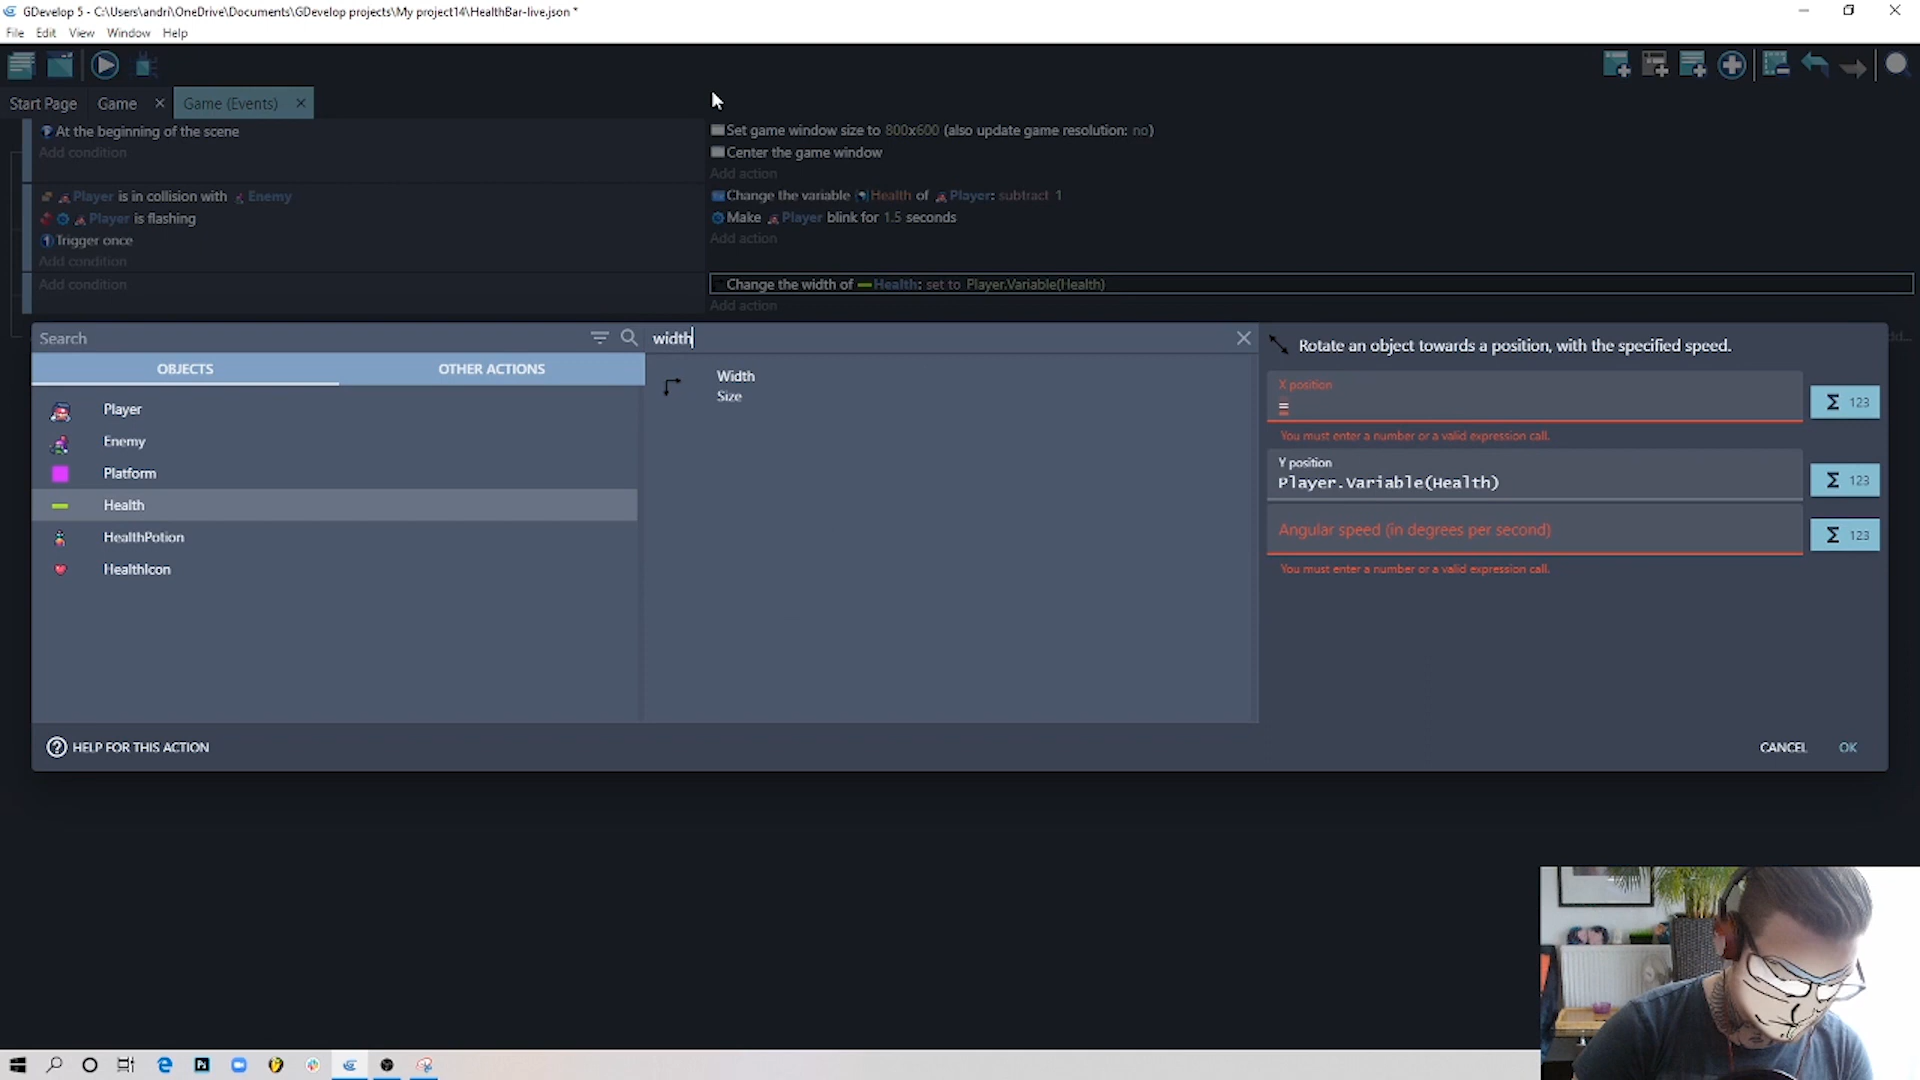 GDevelop 5 - C:\Users\andri\OneDrive\Documents\GDevelop projects\My project14\HealthBar-live.json *
File Edit View Window Help
Start Page Game × Game (Events) ×
At the beginning of the scene
Add condition
Set game window size to 800x600 (also update game resolution: no)
Center the game window
Add action
Player is in collision with Enemy
Player is flashing
Trigger once
Add condition
Change the variable Health of Player: subtract 1
Make Player blink for 1.5 seconds
Add action
Add condition
Change the width of Health: set to Player.Variable(Health)
Add action
Search
OBJECTS
OTHER ACTIONS
Player
Enemy
Platform
Health
HealthPotion
HealthIcon
width
Width
Size
Rotate an object towards a position, with the specified speed.
X position
=
Σ 123
You must enter a number or a valid expression call.
Y position
Player.Variable(Health)
Σ 123
Angular speed (in degrees per second)
Σ 123
You must enter a number or a valid expression call.
HELP FOR THIS ACTION
CANCEL OK